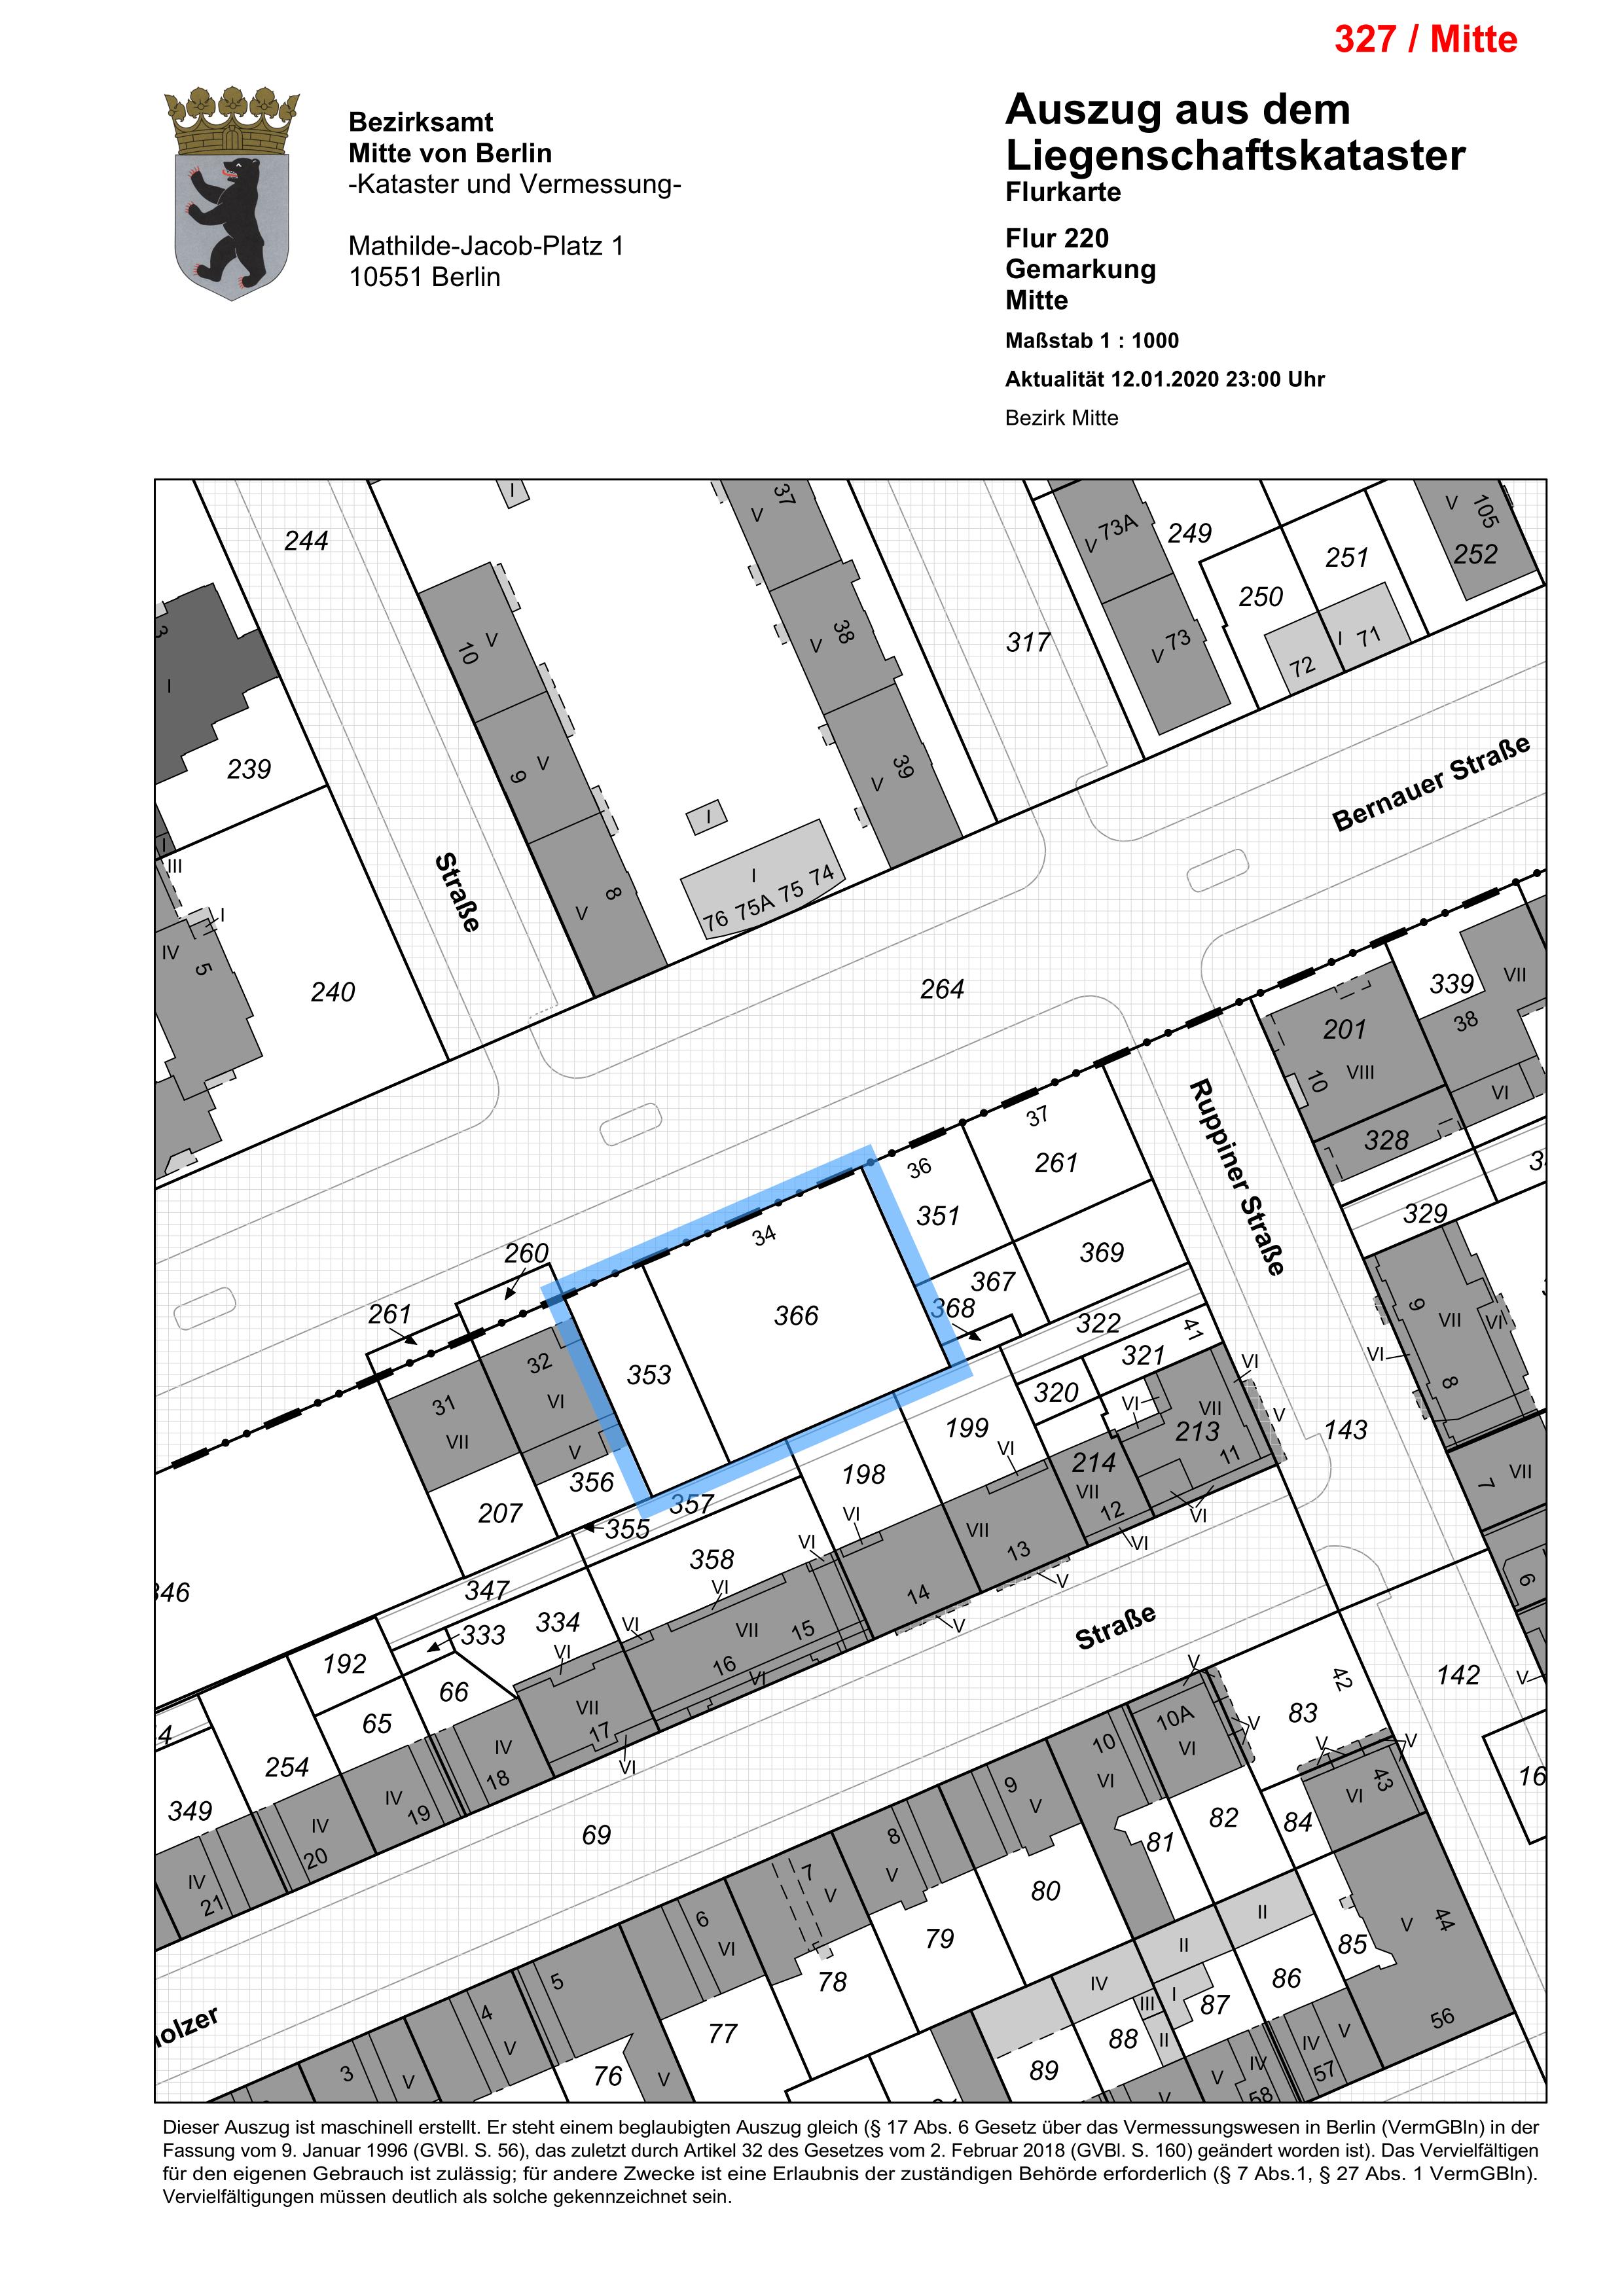 327 / Mitte
Bezirksamt
Mitte von Berlin
-Kataster und Vermessung-
Mathilde-Jacob-Platz 1
10551 Berlin
Auszug aus dem
Liegenschaftskataster
Flurkarte
Flur 220
Gemarkung
Mitte
Maßstab 1 : 1000
Aktualität 12.01.2020 23:00 Uhr
Bezirk Mitte
244
I
37
V
73A
V
249
V
105
252
251
250
3
I
10
V
38
V
317
73
V
I
71
72
239
9
V
39
V
Bernauer Straße
I
I
III
Straße
I
76 75A 75 74
8
V
I
IV
5
240
264
339
VII
201
38
10
VIII
VI
37
Ruppiner Straße
328
36
261
351
329
34
260
369
367
261
366
368
322
9
VII
VI
41
321
VI
VI
32
353
8
31
VI
320
VI
VII
V
VII
199
213
143
V
VI
214
11
356
198
VII
VII
7
207
357
12
VI
355
VI
VII
VI
358
VI
13
346
347
VI
V
6
334
VI
14
333
VII
15
V
Straße
192
VI
16
VI
66
VII
142
V
65
17
42
83
V
VI
10A
254
IV
18
V
V
V
10
VI
43
16
349
IV
19
VI
VI
IV
20
9
V
82
84
69
8
81
IV
21
7
V
V
80
II
44
V
6
VI
79
II
85
5
78
IV
86
4
V
III
I
87
77
88
II
56
3
V
76
V
89
V
IV
IV
V
57
V
58
Dieser Auszug ist maschinell erstellt. Er steht einem beglaubigten Auszug gleich (§ 17 Abs. 6 Gesetz über das Vermessungswesen in Berlin (VermGBln) in der
Fassung vom 9. Januar 1996 (GVBl. S. 56), das zuletzt durch Artikel 32 des Gesetzes vom 2. Februar 2018 (GVBl. S. 160) geändert worden ist). Das Vervielfältigen
für den eigenen Gebrauch ist zulässig; für andere Zwecke ist eine Erlaubnis der zuständigen Behörde erforderlich (§ 7 Abs.1, § 27 Abs. 1 VermGBln).
Vervielfältigungen müssen deutlich als solche gekennzeichnet sein.